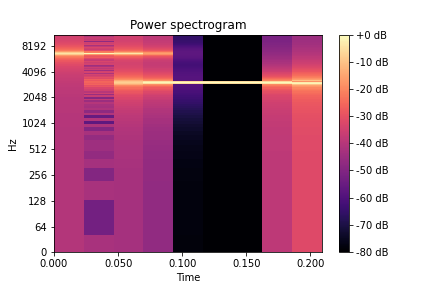 Power spectrogram
8192
4096
2048
1024
512
256
128
64
0
Hz
0.000 0.050 0.100 0.150 0.200
Time
+0 dB
-10 dB
-20 dB
-30 dB
-40 dB
-50 dB
-60 dB
-70 dB
-80 dB